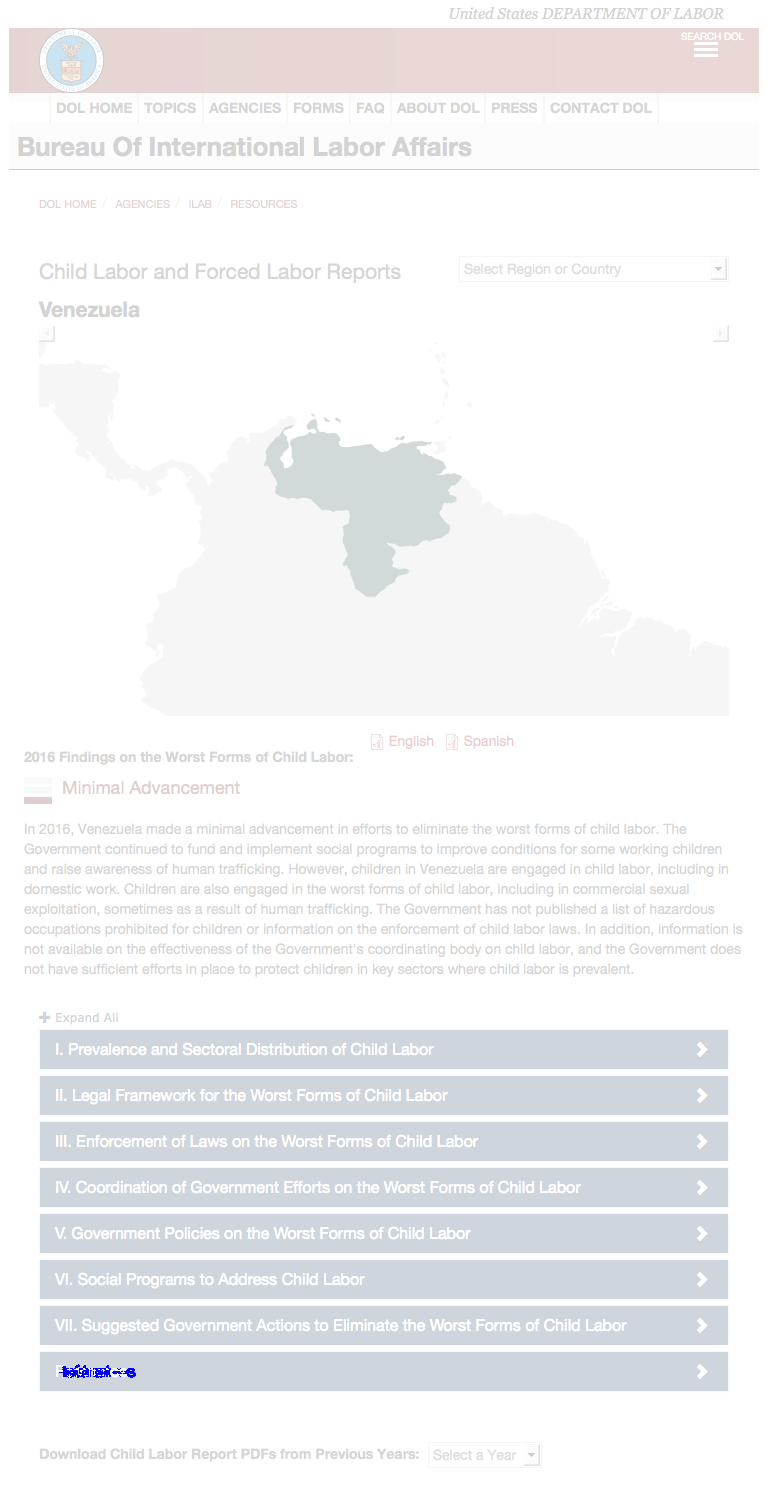 United States DEPARTMENT OF LABOR
SEARCH DOL
DOL HOME TOPICS AGENCIES FORMS FAQ ABOUT DOL PRESS CONTACT DOL
Bureau Of International Labor Affairs
DOL HOME / AGENCIES / ILAB / RESOURCES
Child Labor and Forced Labor Reports Select Region or Country
Venezuela
English Spanish
2016 Findings on the Worst Forms of Child Labor:
Minimal Advancement
In 2016, Venezuela made a minimal advancement in efforts to eliminate the worst forms of child labor. The
Government continued to fund and implement social programs to improve conditions for some working children
and raise awareness of human trafficking. However, children in Venezuela are engaged in child labor, including in
domestic work. Children are also engaged in the worst forms of child labor, including in commercial sexual
exploitation, sometimes as a result of human trafficking. The Government has not published a list of hazardous
occupations prohibited for children or information on the enforcement of child labor laws. In addition, information is
not available on the effectiveness of the Government's coordinating body on child labor, and the Government does
not have sufficient efforts in place to protect children in key sectors where child labor is prevalent.
Expand All
I. Prevalence and Sectoral Distribution of Child Labor
II. Legal Framework for the Worst Forms of Child Labor
III. Enforcement of Laws on the Worst Forms of Child Labor
IV. Coordination of Government Efforts on the Worst Forms of Child Labor
V. Government Policies on the Worst Forms of Child Labor
VI. Social Programs to Address Child Labor
VII. Suggested Government Actions to Eliminate the Worst Forms of Child Labor
Download Child Labor Report PDFs from Previous Years: Select a Year